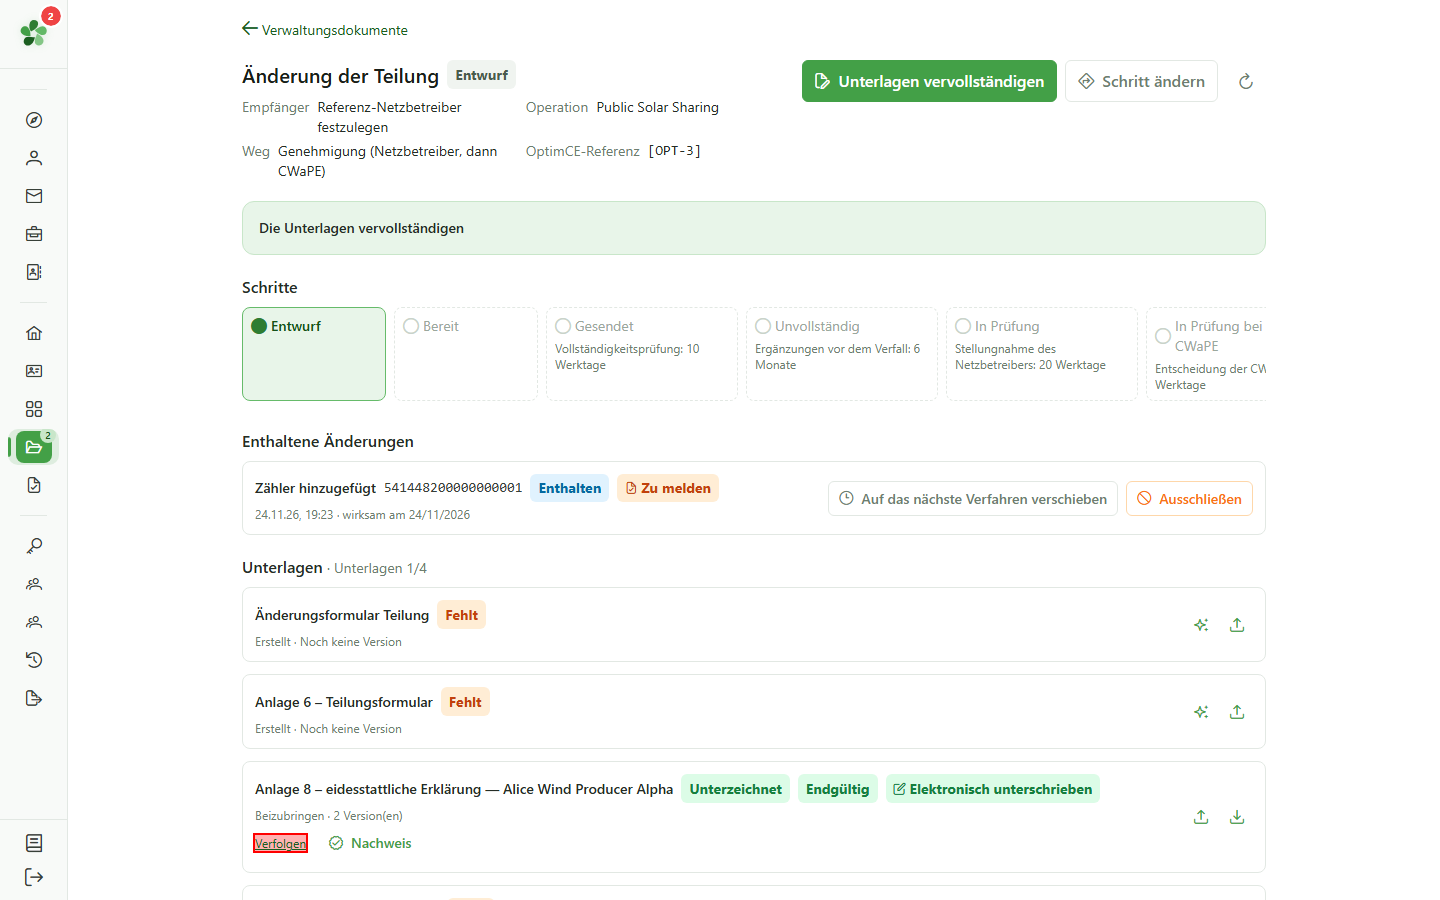 2
Verwaltungsdokumente
Änderung der Teilung Entwurf
Unterlagen vervollständigen
Schritt ändern
Empfänger Referenz-Netzbetreiber festzulegen
Operation Public Solar Sharing
Weg Genehmigung (Netzbetreiber, dann CWaPE)
OptimCE-Referenz [OPT-3]
Die Unterlagen vervollständigen
Schritte
Entwurf
Bereit
Gesendet
Vollständigkeitsprüfung: 10 Werktage
Unvollständig
Ergänzungen vor dem Verfall: 6 Monate
In Prüfung
Stellungnahme des Netzbetreibers: 20 Werktage
In Prüfung bei CWaPE
Entscheidung der CW
Werktage
2
Enthaltene Änderungen
Zähler hinzugefügt 541448200000000001 Enthalten Zu melden
24.11.26, 19:23 · wirksam am 24/11/2026
Auf das nächste Verfahren verschieben
Ausschließen
Unterlagen · Unterlagen 1/4
Änderungsformular Teilung Fehlt
Erstellt · Noch keine Version
Anlage 6 – Teilungsformular Fehlt
Erstellt · Noch keine Version
Anlage 8 – eidesstattliche Erklärung — Alice Wind Producer Alpha Unterzeichnet Endgültig Elektronisch unterschrieben
Beizubringen · 2 Version(en)
Verfolgen Nachweis